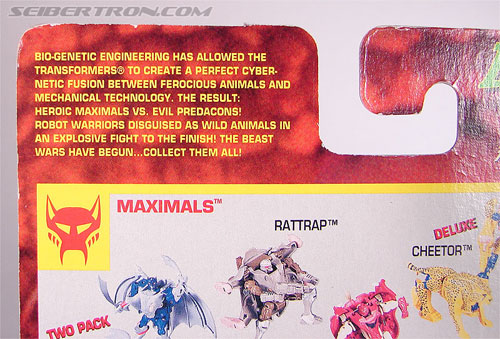 SEIBERTRON.COM
BIO-GENETIC ENGINEERING HAS ALLOWED THE
TRANSFORMERS® TO CREATE A PERFECT CYBER-
NETIC FUSION BETWEEN FEROCIOUS ANIMALS AND
MECHANICAL TECHNOLOGY. THE RESULT:
HEROIC MAXIMALS VS. EVIL PREDACONS!
ROBOT WARRIORS DISGUISED AS WILD ANIMALS IN
AN EXPLOSIVE FIGHT TO THE FINISH! THE BEAST
WARS HAVE BEGUN...COLLECT THEM ALL!
MAXIMALS™
RATTRAP™
DELUXE
CHEETOR™
TWO PACK